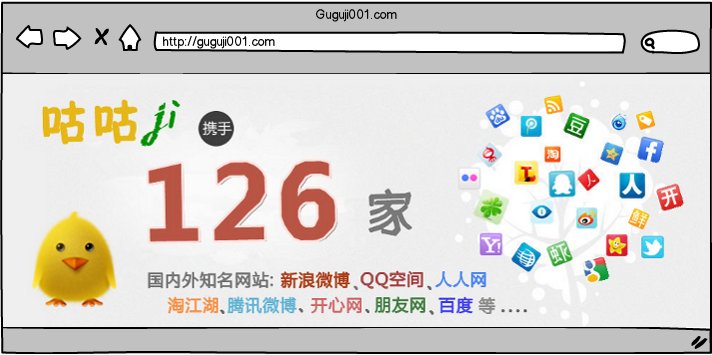 Guguji001.com
http://guguji001.com
咕咕ji 携手
126 家
国内外知名网站: 新浪微博、QQ空间、人人网
淘江湖、腾讯微博、开心网、朋友网、百度 等 ....
豆
淘
人
开
鲜
虾
Y!
f
t